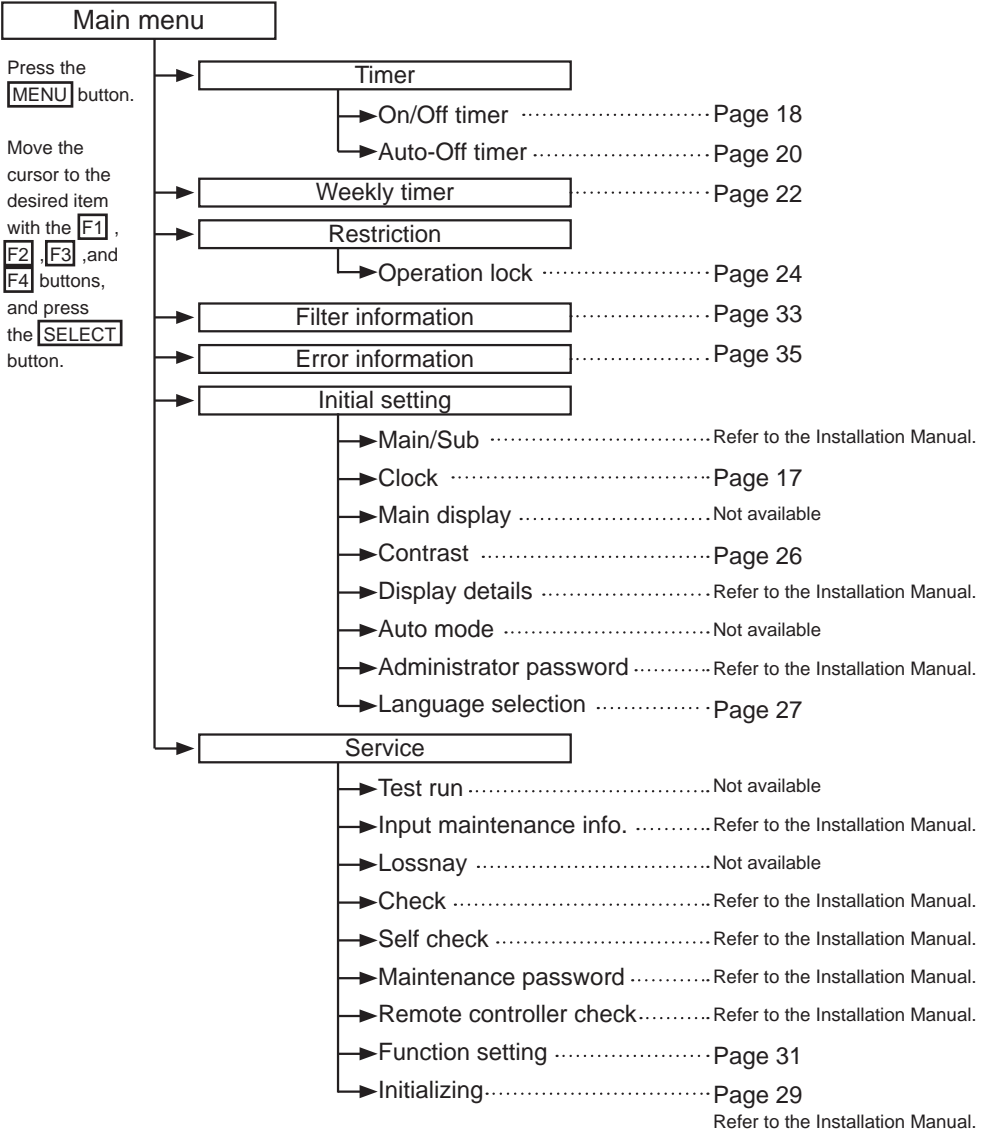 Main menu
Press the
MENU button.
Move the
cursor to the
desired item
with the F1 ,
F2 , F3 ,and
F4 buttons,
and press
the SELECT
button.
Timer
On/Off timer Page 18
Auto-Off timer Page 20
Weekly timer Page 22
Restriction
Operation lock Page 24
Filter information Page 33
Error information Page 35
Initial setting
Main/Sub Refer to the Installation Manual.
Clock Page 17
Main display Not available
Contrast Page 26
Display details Refer to the Installation Manual.
Auto mode Not available
Administrator password Refer to the Installation Manual.
Language selection Page 27
Service
Test run Not available
Input maintenance info. Refer to the Installation Manual.
Lossnay Not available
Check Refer to the Installation Manual.
Self check Refer to the Installation Manual.
Maintenance password Refer to the Installation Manual.
Remote controller check Refer to the Installation Manual.
Function setting Page 31
Initializing Page 29
Refer to the Installation Manual.